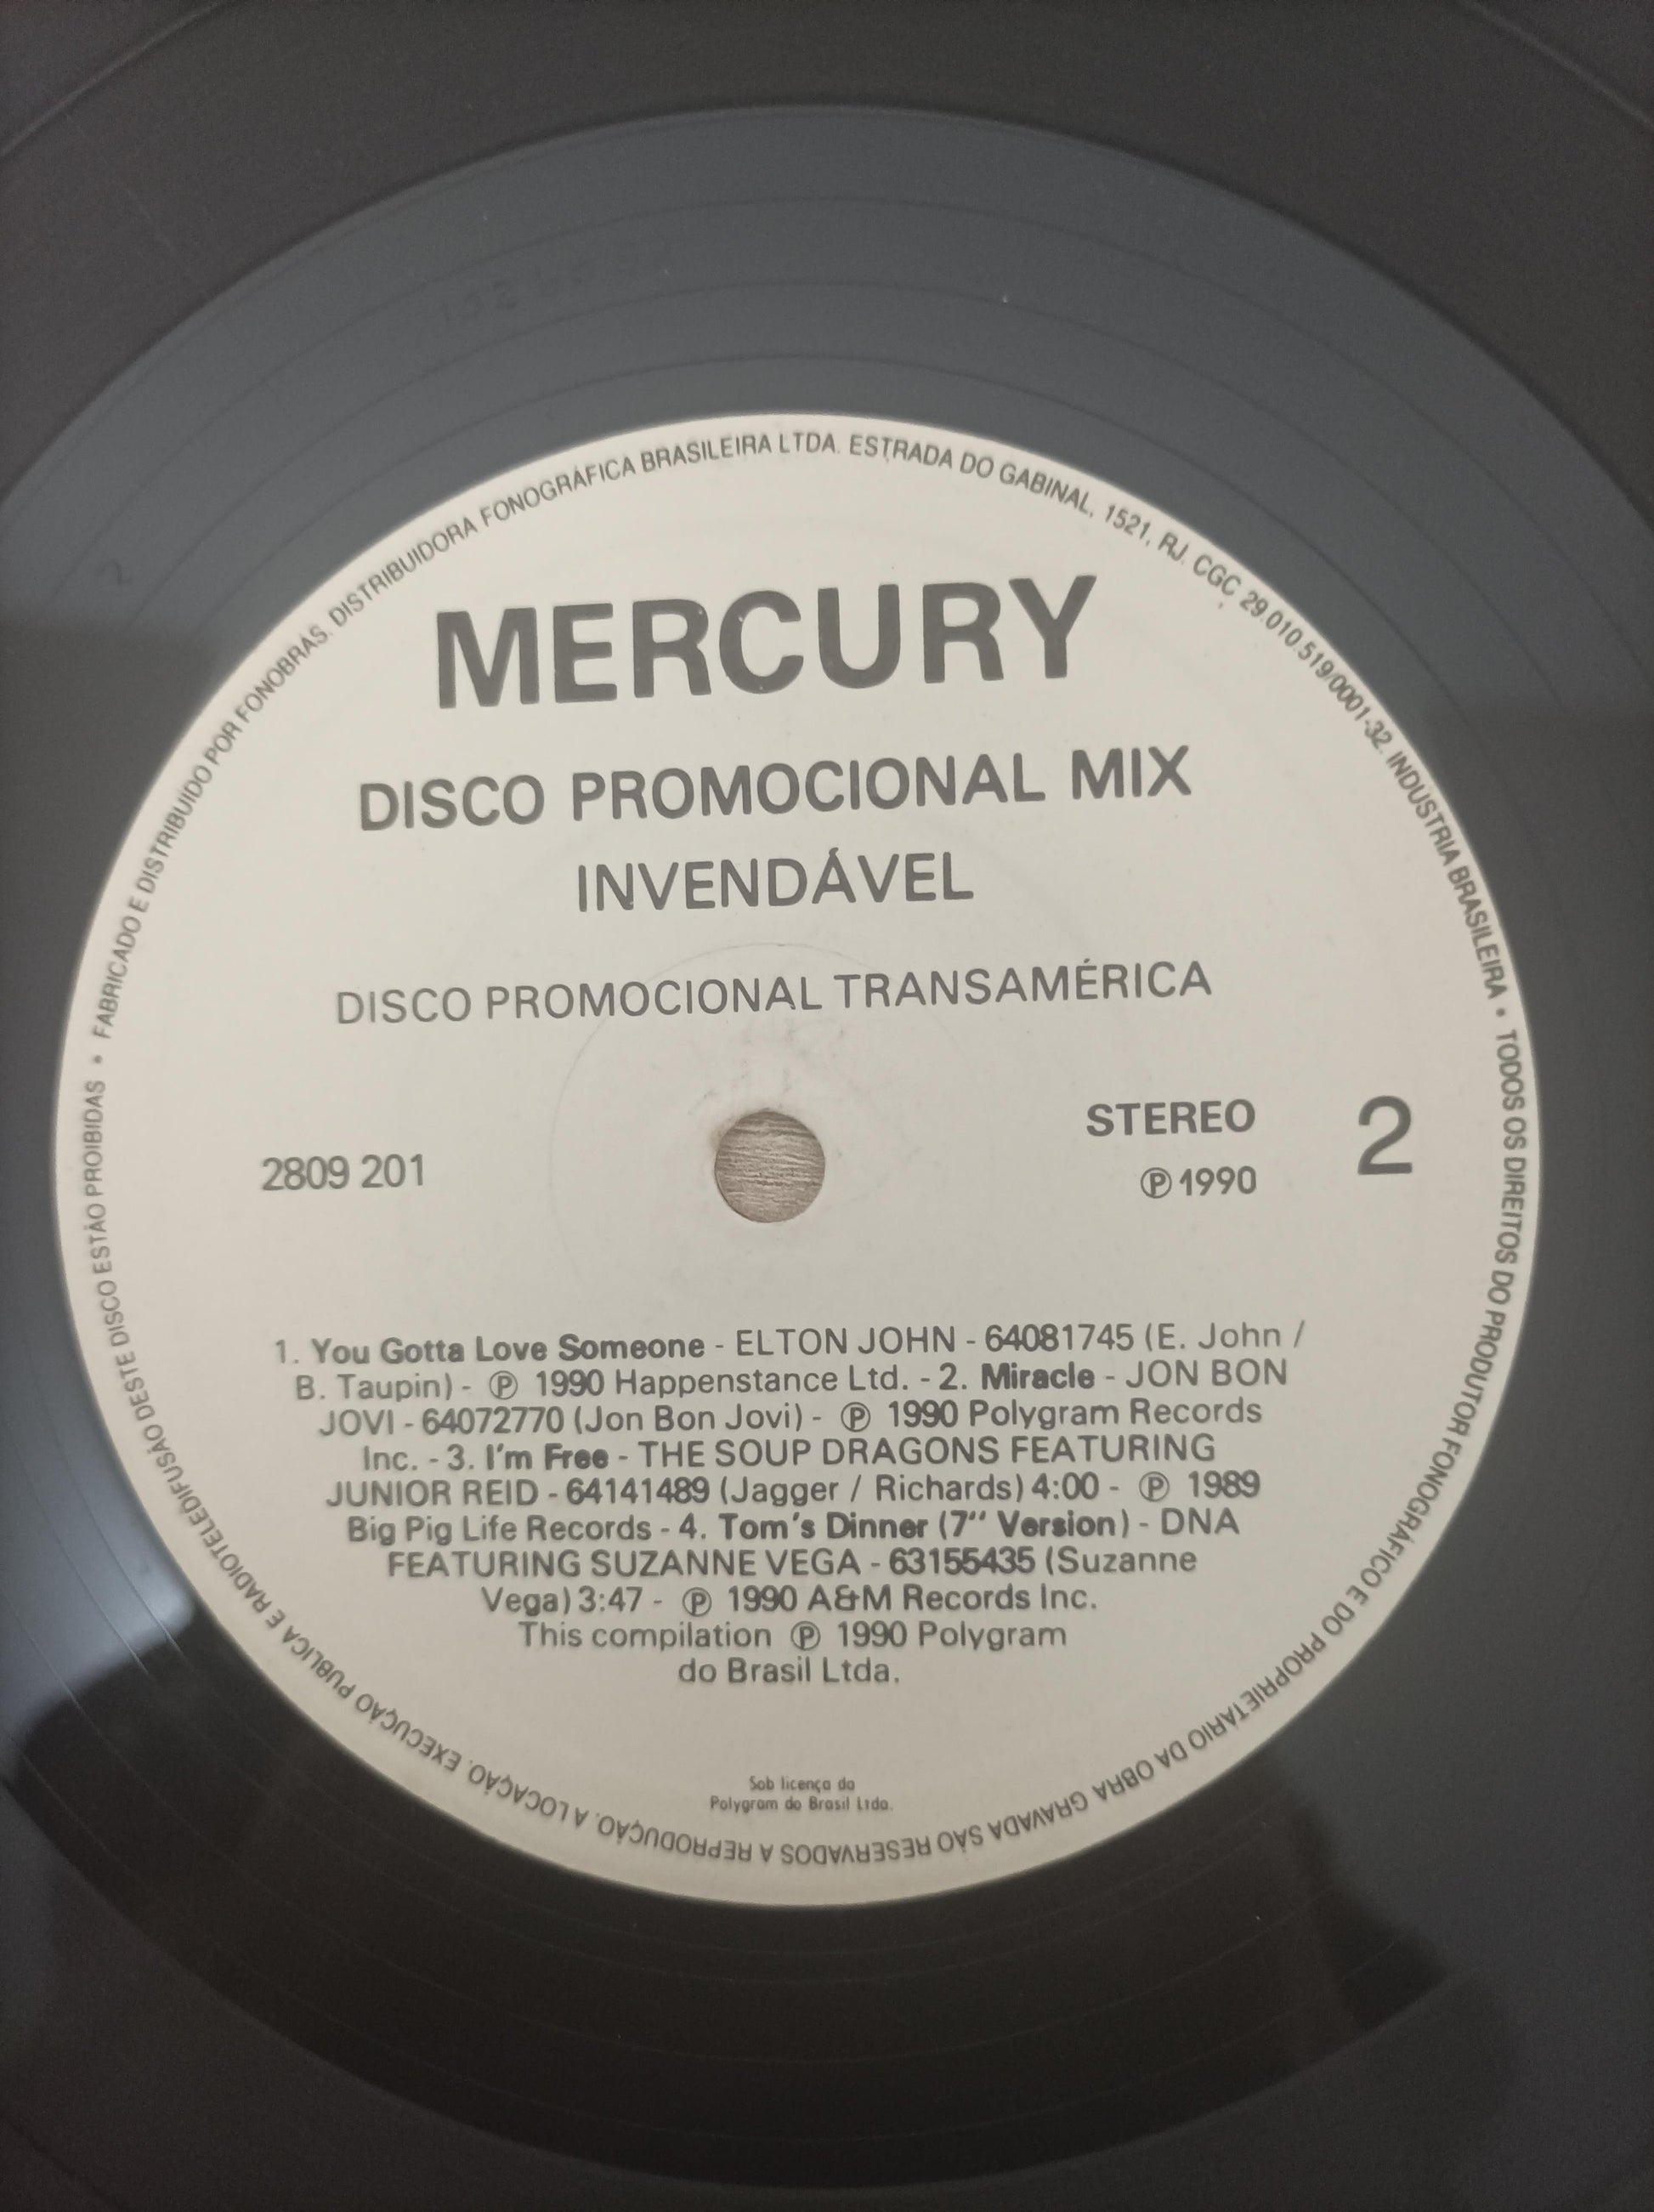 FABRICADO E DISTRIBUIDO POR FONOBRÁS. DISTRIBUIDORA FONOGRÁFICA BRASILEIRA LTDA. ESTRADA DO GABINAL, 1521, RJ. CGC 29.010.519/0001-32. INDÚSTRIA BRASILEIRA •
TODOS OS DIREITOS DO PRODUTOR FONOGRÁFICO E DO PROPRIETÁRIO DA OBRA GRAVADA SÃO RESERVADOS A REPRODUÇÃO. A LOCAÇÃO. EXECUÇÃO PÚBLICA E RADIOTELEDIFUSÃO DESTE DISCO ESTÃO PROIBIDAS •
MERCURY
DISCO PROMOCIONAL MIX
INVENDÁVEL
DISCO PROMOCIONAL TRANSAMÉRICA
STEREO 2
2809 201 ℗ 1990
1. You Gotta Love Someone - ELTON JOHN - 64081745 (E. John /
B. Taupin) - ℗ 1990 Happenstance Ltd. - 2. Miracle - JON BON
JOVI - 64072770 (Jon Bon Jovi) - ℗ 1990 Polygram Records
Inc. - 3. I'm Free - THE SOUP DRAGONS FEATURING
JUNIOR REID - 64141489 (Jagger / Richards) 4:00 - ℗ 1989
Big Pig Life Records - 4. Tom's Dinner (7'' Version) - DNA
FEATURING SUZANNE VEGA - 63155435 (Suzanne
Vega) 3:47 - ℗ 1990 A&M Records Inc.
This compilation ℗ 1990 Polygram
do Brasil Ltda.
Sob licença da
Polygram do Brasil Ltda.